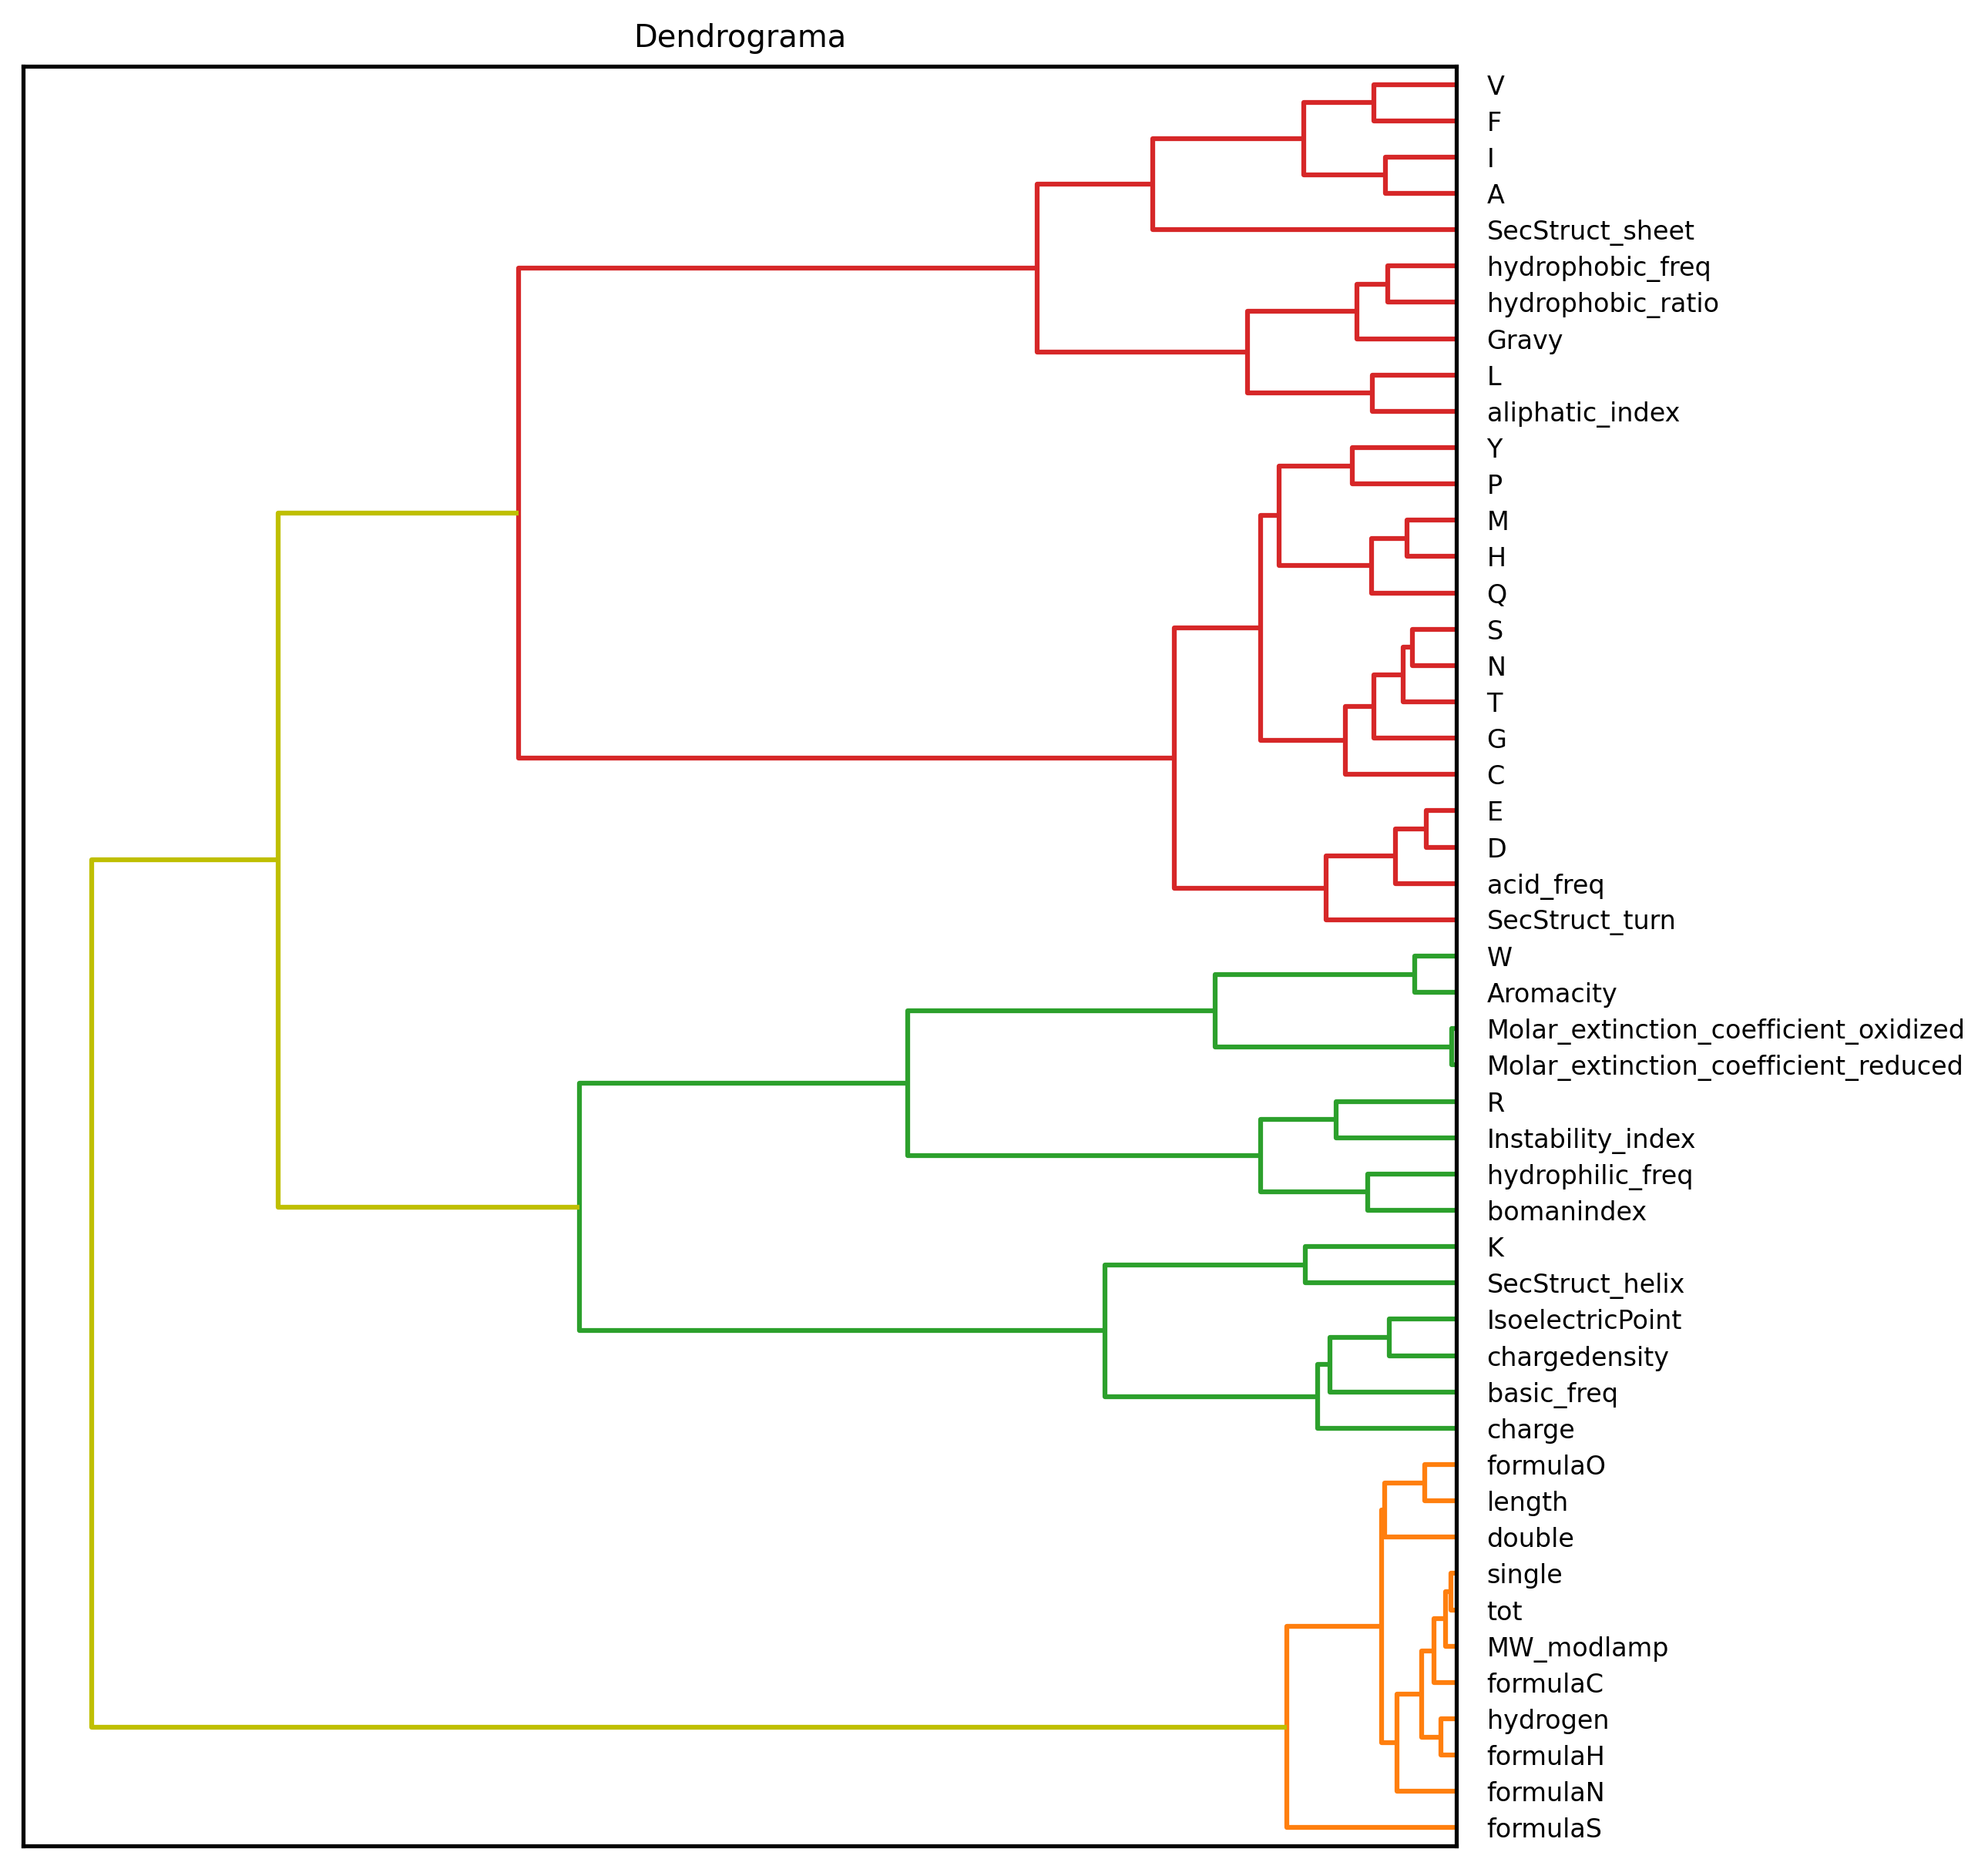 Dendrograma
V
F
I
A
SecStruct_sheet
hydrophobic_freq
hydrophobic_ratio
Gravy
L
aliphatic_index
Y
P
M
H
Q
S
N
T
G
C
E
D
acid_freq
SecStruct_turn
W
Aromacity
Molar_extinction_coefficient_oxidized
Molar_extinction_coefficient_reduced
R
Instability_index
hydrophilic_freq
bomanindex
K
SecStruct_helix
IsoelectricPoint
chargedensity
basic_freq
charge
formulaO
length
double
single
tot
MW_modlamp
formulaC
hydrogen
formulaH
formulaN
formulaS